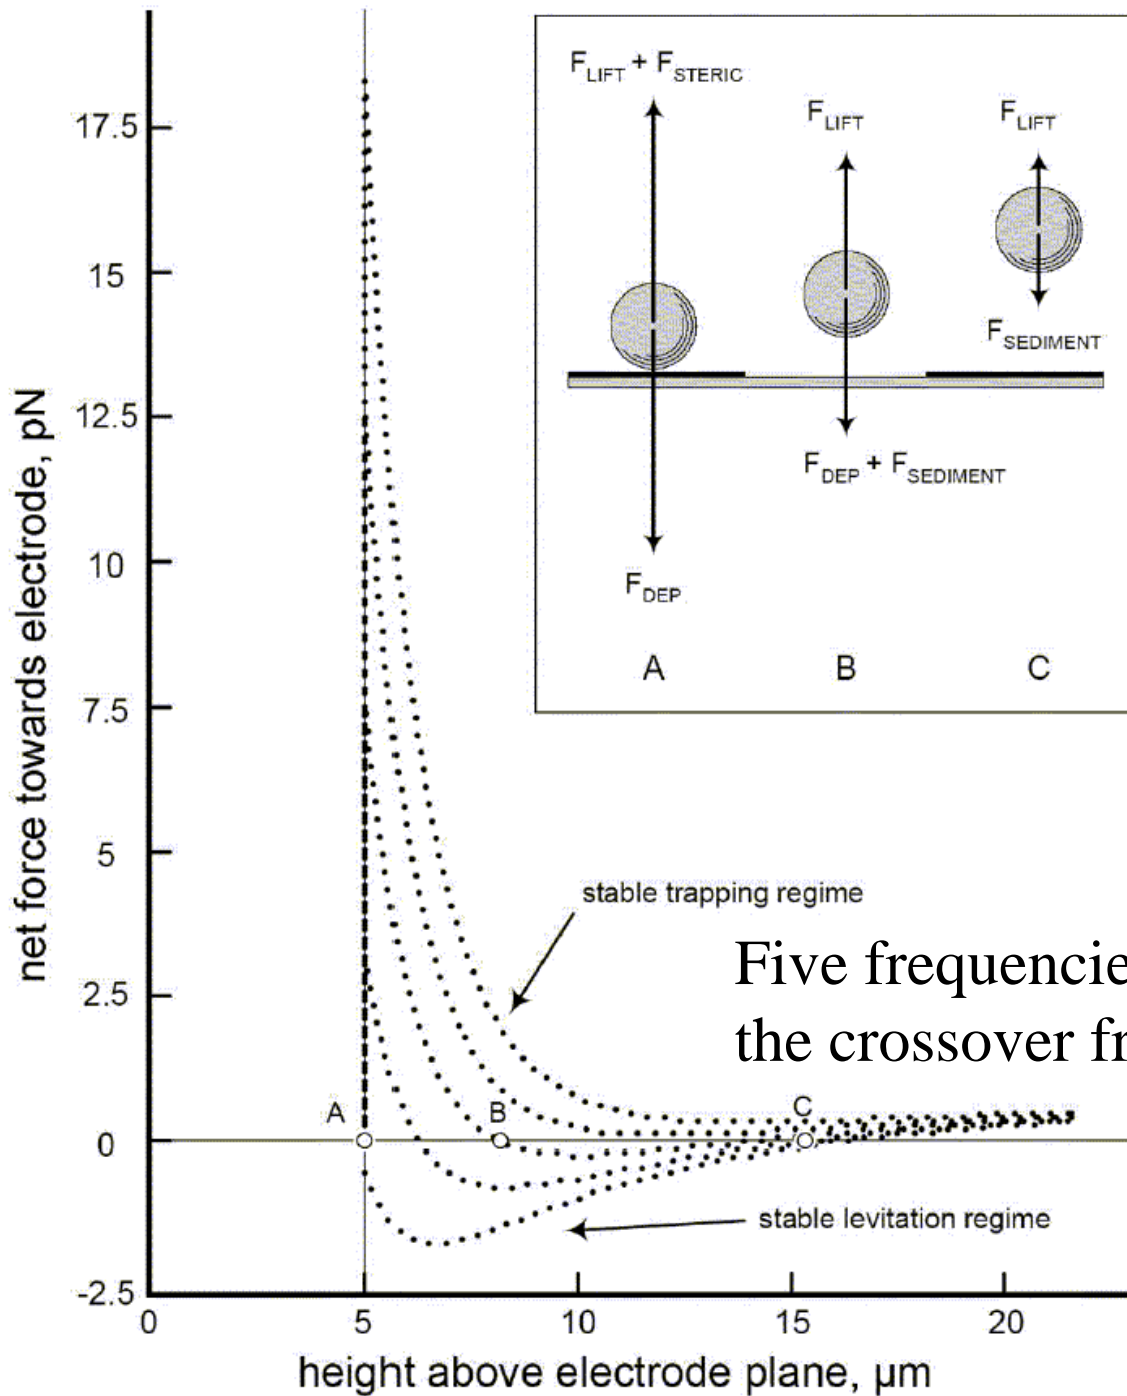 F_LIFT + F_STERIC
F_LIFT
F_LIFT
F_SEDIMENT
F_DEP + F_SEDIMENT
F_DEP
A B C
net force towards electrode, pN
17.5
15
12.5
10
7.5
5
2.5
0
-2.5
stable trapping regime
Five frequencie
the crossover fr
A B C
stable levitation regime
0 5 10 15 20
height above electrode plane, µm